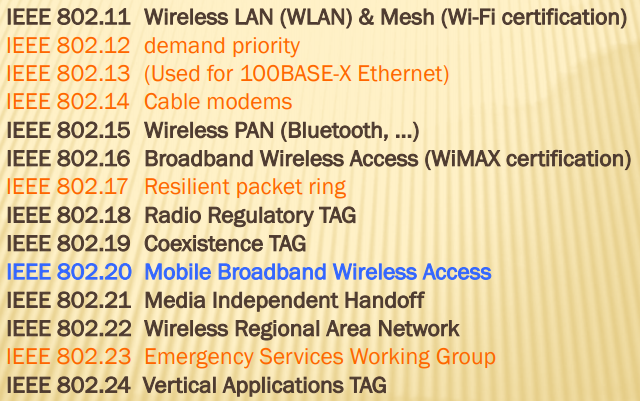 IEEE 802.11 Wireless LAN (WLAN) & Mesh (Wi-Fi certification)
IEEE 802.12 demand priority
IEEE 802.13 (Used for 100BASE-X Ethernet)
IEEE 802.14 Cable modems
IEEE 802.15 Wireless PAN (Bluetooth, ...)
IEEE 802.16 Broadband Wireless Access (WiMAX certification)
IEEE 802.17 Resilient packet ring
IEEE 802.18 Radio Regulatory TAG
IEEE 802.19 Coexistence TAG
IEEE 802.20 Mobile Broadband Wireless Access
IEEE 802.21 Media Independent Handoff
IEEE 802.22 Wireless Regional Area Network
IEEE 802.23 Emergency Services Working Group
IEEE 802.24 Vertical Applications TAG